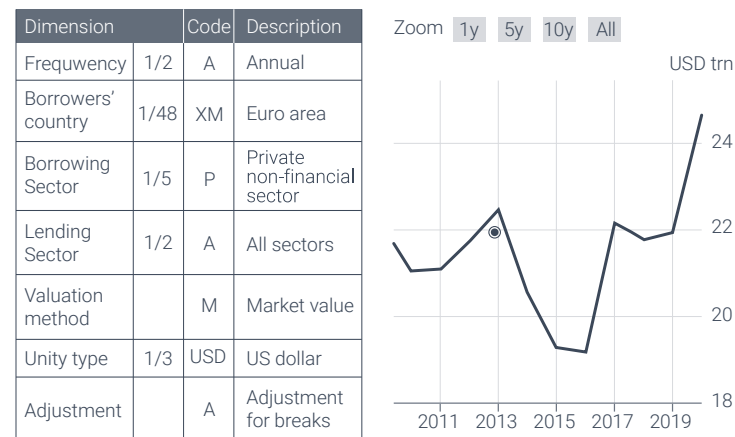 Dimension Code Description
Frequwency 1/2 A Annual
Borrowers'
country 1/48 XM Euro area
Borrowing
Sector 1/5 P Private
non-financial
sector
Lending
Sector 1/2 A All sectors
Valuation
method M Market value
Unity type 1/3 USD US dollar
Adjustment A Adjustment
for breaks
Zoom 1y 5y 10y All
USD trn
24
22
20
18
2011 2013 2015 2017 2019